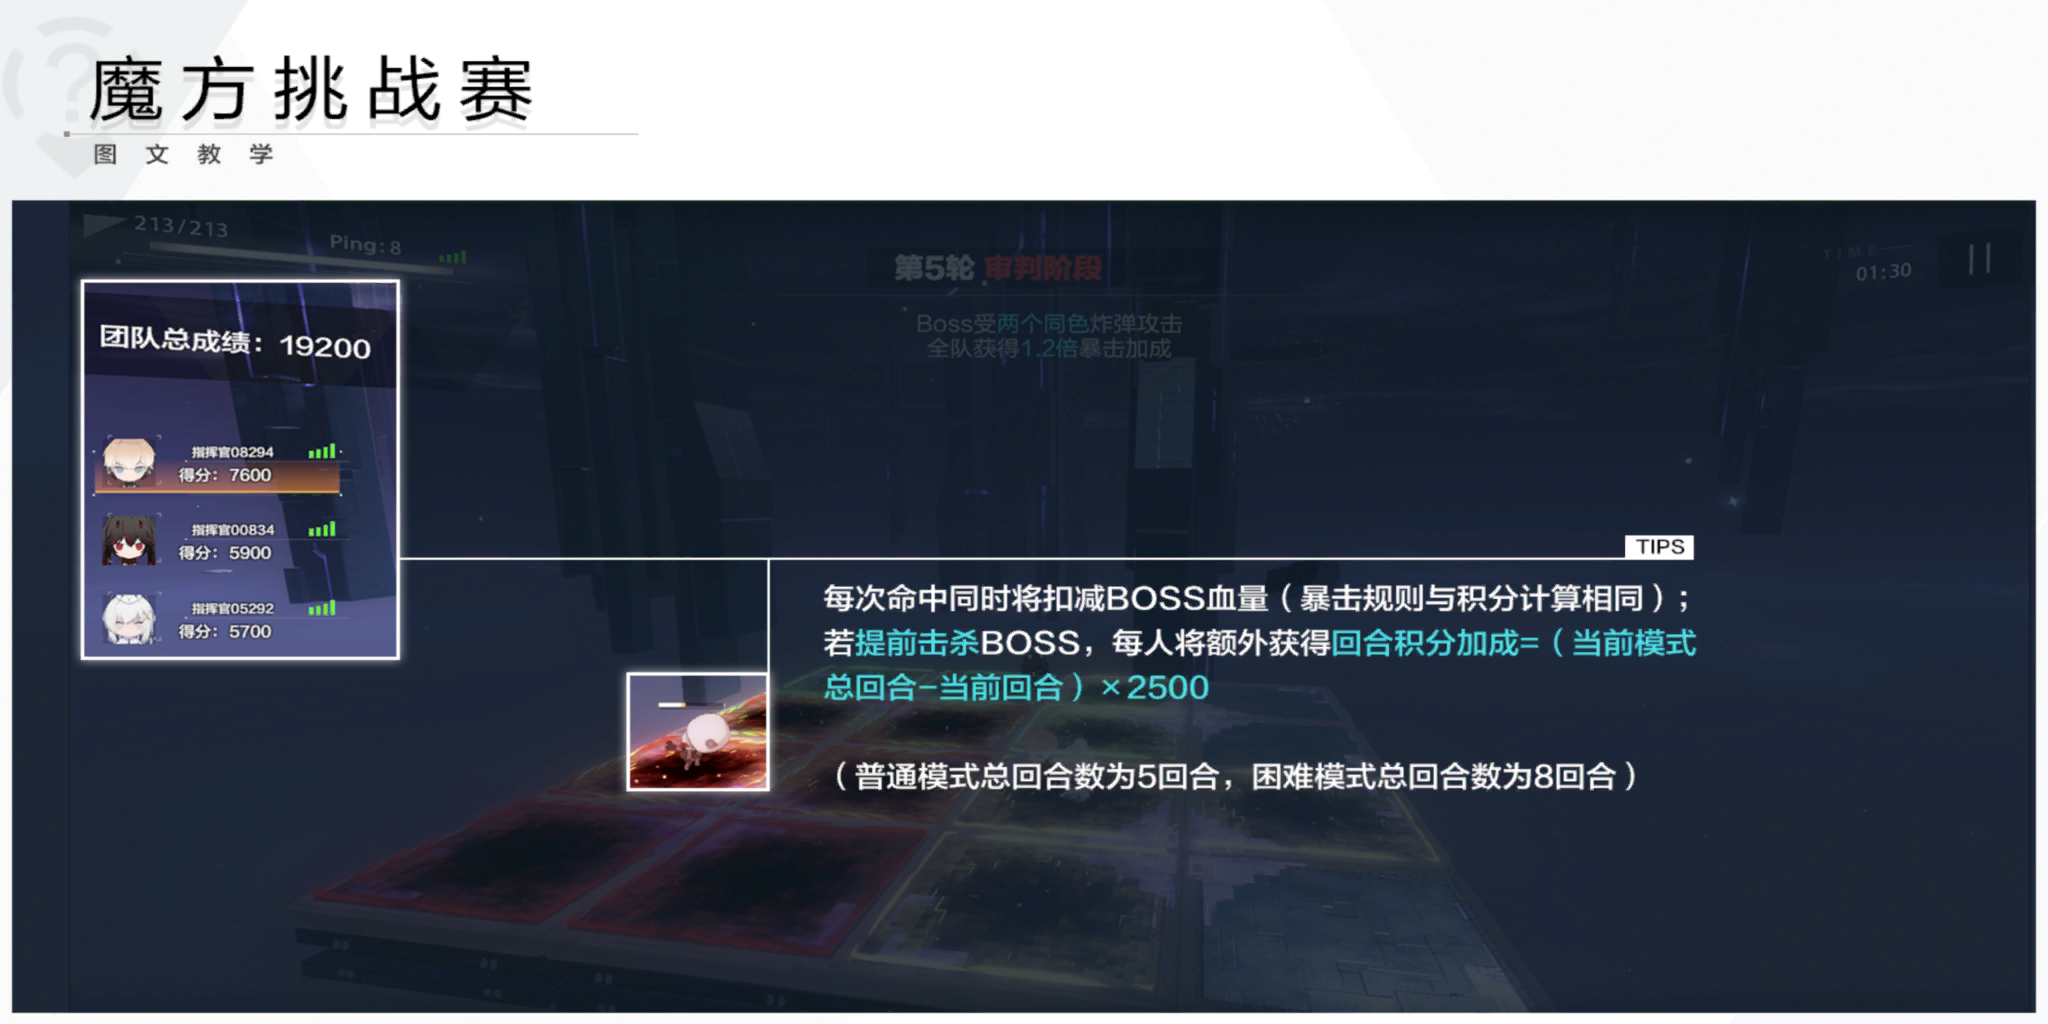 魔方挑战赛
图文教学
213/213
Ping:8
第5轮 审判阶段
TIME
01:30
Boss受两个同色炸弹攻击
全队获得1.2倍暴击加成
团队总成绩：19200
指挥官08294
得分：7600
指挥官00834
得分：5900
指挥官05292
得分：5700
TIPS
每次命中同时将扣减BOSS血量（暴击规则与积分计算相同）；
若提前击杀BOSS，每人将额外获得回合积分加成=（当前模式
总回合-当前回合）×2500
（普通模式总回合数为5回合，困难模式总回合数为8回合）